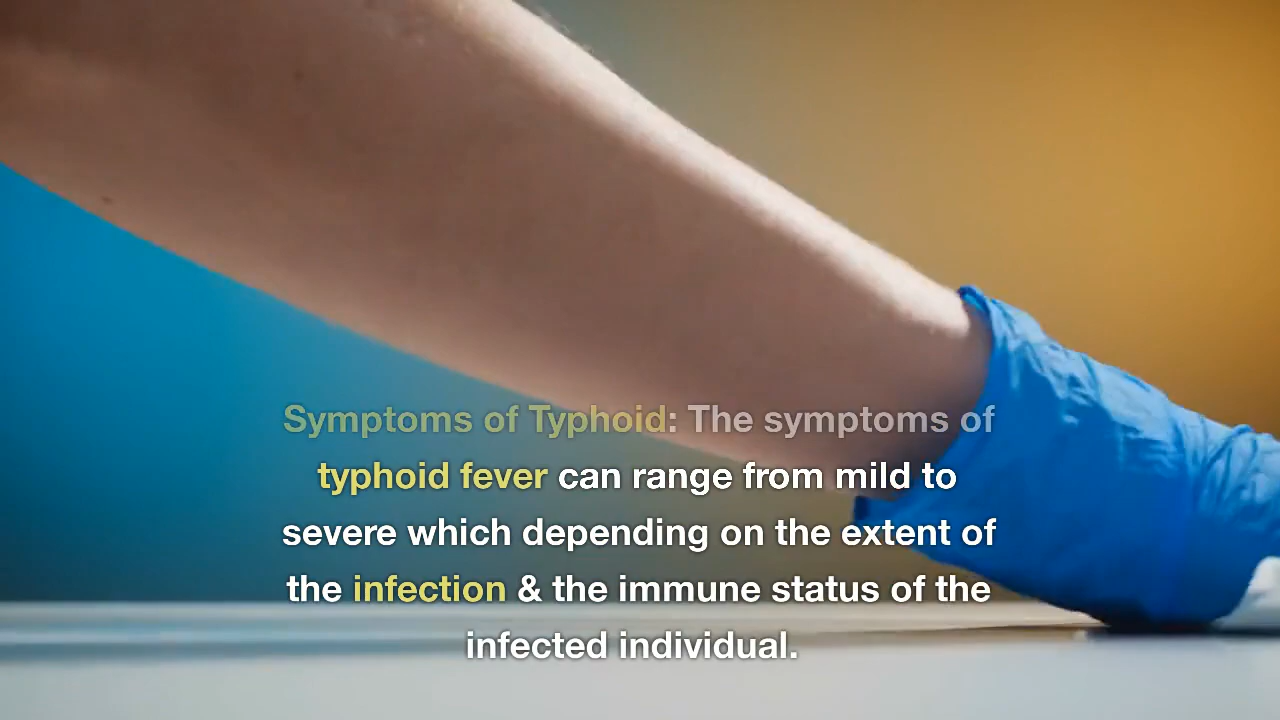 Symptoms of Typhoid: The symptoms of
typhoid fever can range from mild to
severe which depending on the extent of
the infection & the immune status of the
infected individual.